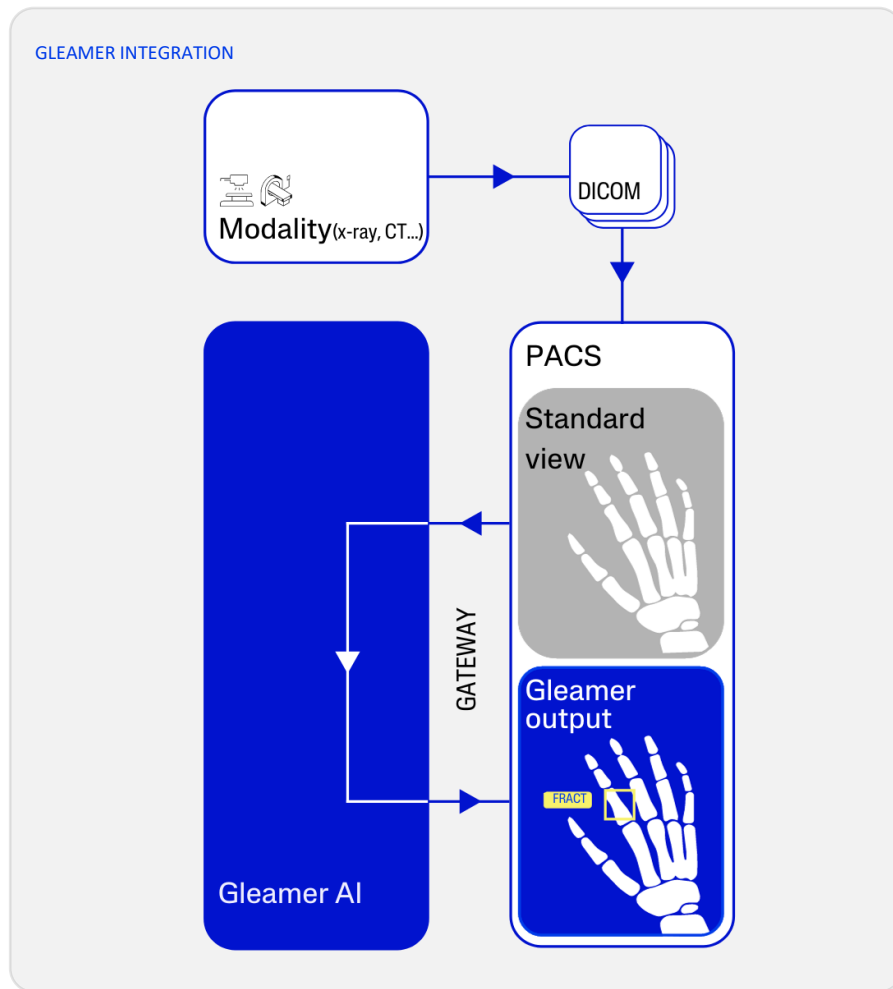 GLEAMER INTEGRATION
DICOM
Modality(x-ray, CT...)
PACS
Standard
view
GATEWAY
Gleamer
output
FRACT
Gleamer AI